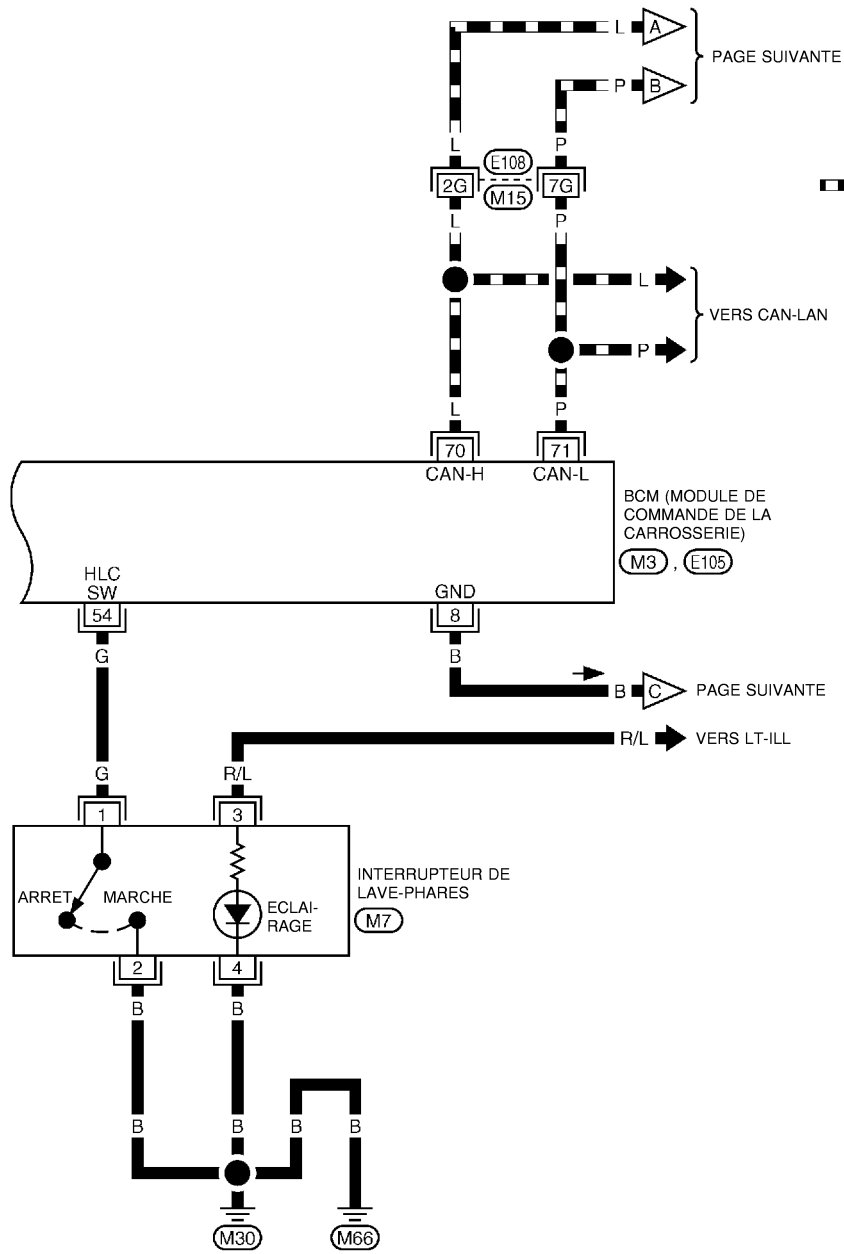 L A
PAGE SUIVANTE
P B
L P
E108
2G 7G
M15
L P
L
VERS CAN-LAN
P
L P
70 71
CAN-H CAN-L
BCM (MODULE DE
COMMANDE DE LA
CARROSSERIE)
M3 , E105
HLC
SW
GND
54 8
G B
B C PAGE SUIVANTE
R/L VERS LT-ILL
G R/L
1 3
INTERRUPTEUR DE
LAVE-PHARES
M7
ARRET MARCHE
ECLAI-
RAGE
2 4
B B
B B B B
M30 M66